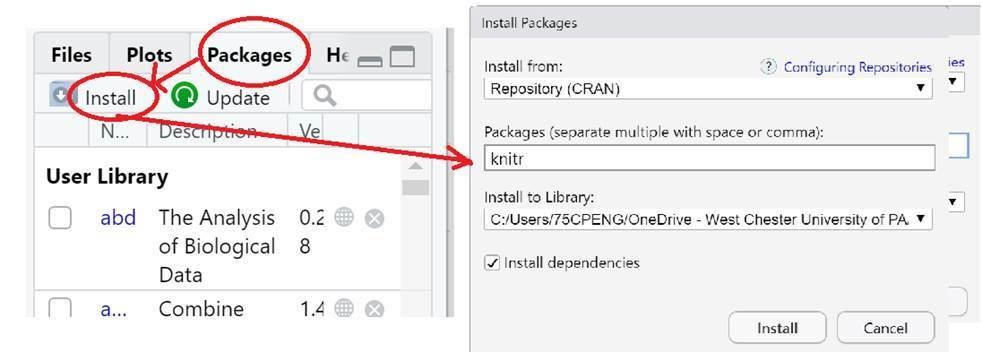 Files Plots Packages He
Install Update
N... Description Ve
User Library
abd The Analysis 0.2
of Biological 8
Data
a... Combine 1.4
Install Packages
Install from: ? Configuring Repositories
Repository (CRAN)
Packages (separate multiple with space or comma):
knitr
Install to Library:
C:/Users/75CPENG/OneDrive - West Chester University of PA.
Install dependencies
Install Cancel
ies